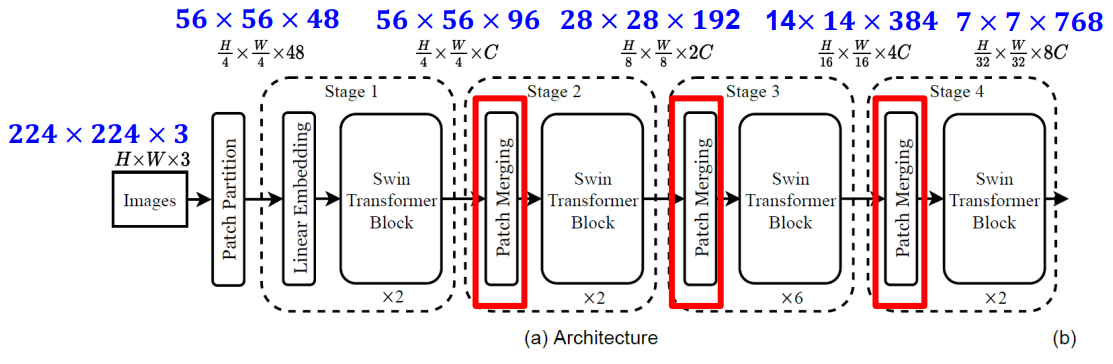 56 × 56 × 48 56 × 56 × 96 28 × 28 × 192 14× 14 × 384 7 × 7 × 768
H/4 × W/4 × 48 H/4 × W/4 × C H/8 × W/8 × 2C H/16 × W/16 × 4C H/32 × W/32 × 8C
Stage 1 Stage 2 Stage 3 Stage 4
224 × 224 × 3
H×W×3
Images
Patch Partition
Linear Embedding
Swin
Transformer
Block
×2
Patch Merging
Swin
Transformer
Block
×2
Patch Merging
Swin
Transformer
Block
×6
Patch Merging
Swin
Transformer
Block
×2
(a) Architecture (b)